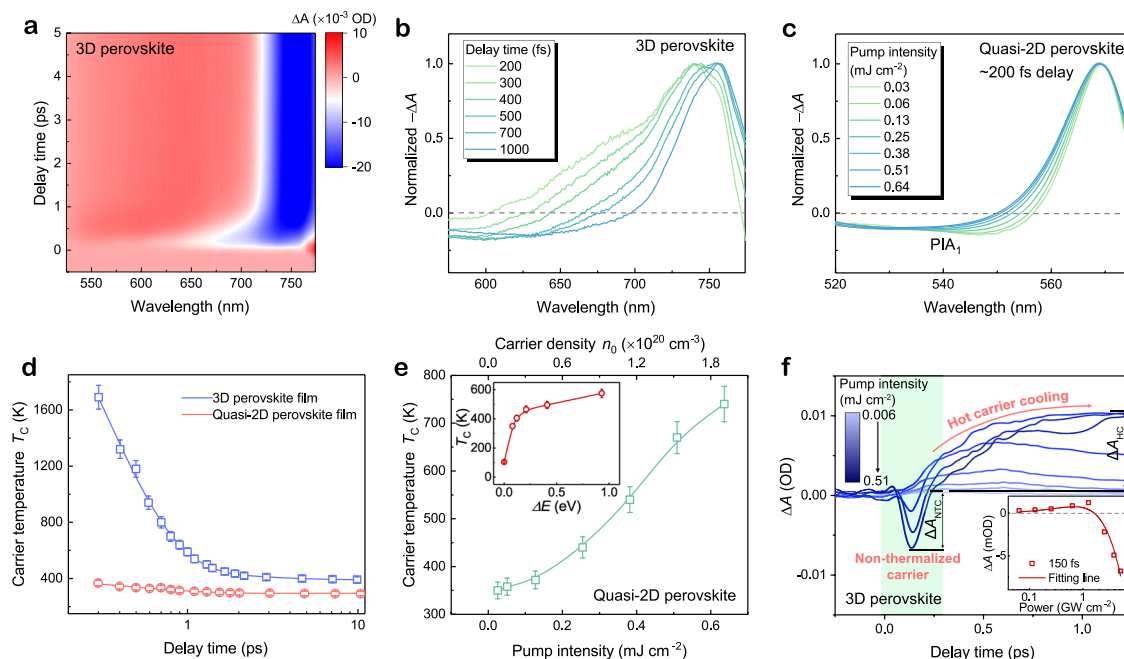 a
3D perovskite
ΔA (×10⁻³ OD)
10
0
-10
-20
5
4
3
2
1
0
Delay time (ps)
550
600
650
700
750
Wavelength (nm)
b
Delay time (fs)
200
300
400
500
700
1000
3D perovskite
1.0
0.5
0.0
Normalized −ΔA
600
650
700
750
Wavelength (nm)
c
Pump intensity
(mJ cm⁻²)
0.03
0.06
0.13
0.25
0.38
0.51
0.64
Quasi-2D perovskite
~200 fs delay
PIA₁
1.0
0.5
0.0
Normalized −ΔA
520
540
560
Wavelength (nm)
d
3D perovskite film
Quasi-2D perovskite film
1600
1200
800
400
Carrier temperature T_C (K)
1
10
Delay time (ps)
e
Carrier density n₀ (×10²⁰ cm⁻³)
0.0
0.6
1.2
1.8
800
750
700
650
600
550
500
450
400
350
300
Carrier temperature T_C (K)
600
400
200
0
T_C (K)
0.0
0.5
1.0
ΔE (eV)
Quasi-2D perovskite
0.0
0.2
0.4
0.6
Pump intensity (mJ cm⁻²)
f
Pump intensity
(mJ cm⁻²)
0.006
0.51
Hot carrier cooling
ΔA_HC
ΔA_NTC
Non-thermalized
carrier
3D perovskite
0.01
0.00
-0.01
ΔA (OD)
0
-5
ΔA (mOD)
150 fs
Fitting line
0.1
1
Power (GW cm⁻²)
0.0
0.5
1.0
Delay time (ps)